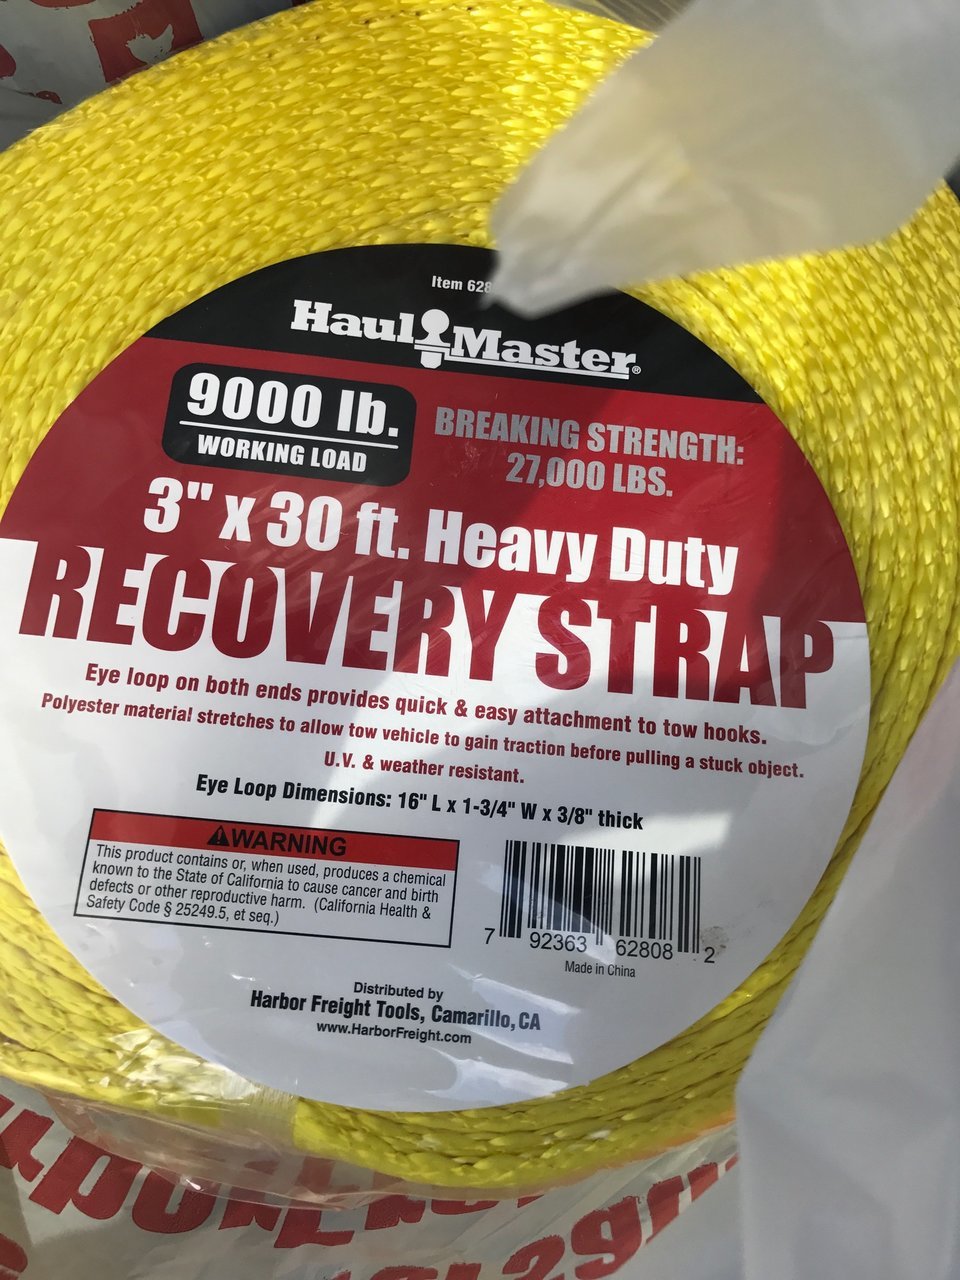 Item 628
Haul Master®
9000 lb.
WORKING LOAD
BREAKING STRENGTH:
27,000 LBS.
3" x 30 ft. Heavy Duty
RECOVERY STRAP
Eye loop on both ends provides quick & easy attachment to tow hooks.
Polyester material stretches to allow tow vehicle to gain traction before pulling a stuck object.
U.V. & weather resistant.
Eye Loop Dimensions: 16" L x 1-3/4" W x 3/8" thick
⚠WARNING
This product contains or, when used, produces a chemical
known to the State of California to cause cancer and birth
defects or other reproductive harm. (California Health &
Safety Code § 25249.5, et seq.)
7 92363 62808 2
Made in China
Distributed by
Harbor Freight Tools, Camarillo, CA
www.HarborFreight.com